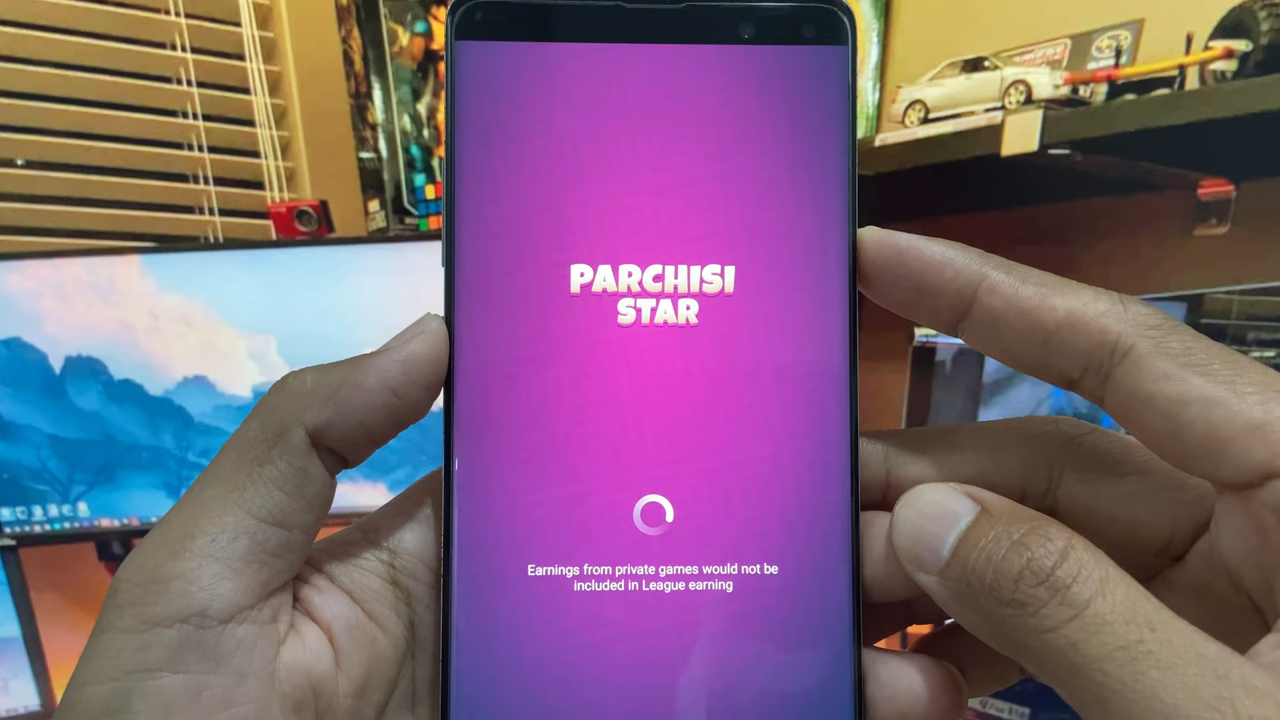 PARCHISI
STAR
Earnings from private games would not be
included in League earning